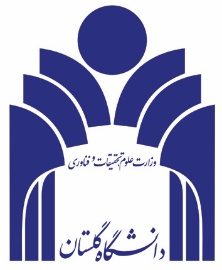 وزارت علوم تحقیقات و فناوری
دانشگاه گلستان